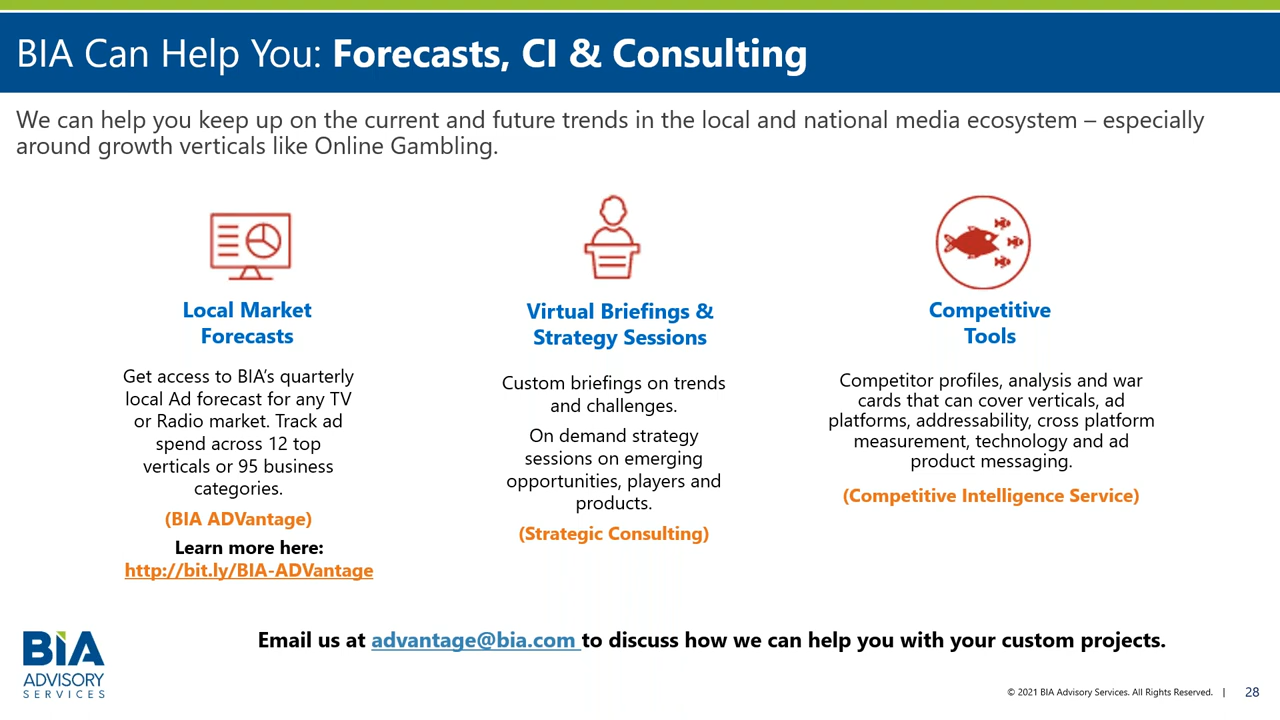 BIA Can Help You: Forecasts, CI & Consulting
We can help you keep up on the current and future trends in the local and national media ecosystem – especially
around growth verticals like Online Gambling.
Local Market
Forecasts
Get access to BIA’s quarterly
local Ad forecast for any TV
or Radio market. Track ad
spend across 12 top
verticals or 95 business
categories.
(BIA ADVantage)
Learn more here:
http://bit.ly/BIA-ADVantage
Virtual Briefings &
Strategy Sessions
Custom briefings on trends
and challenges.
On demand strategy
sessions on emerging
opportunities, players and
products.
(Strategic Consulting)
Competitive
Tools
Competitor profiles, analysis and war
cards that can cover verticals, ad
platforms, addressability, cross platform
measurement, technology and ad
product messaging.
(Competitive Intelligence Service)
Email us at advantage@bia.com to discuss how we can help you with your custom projects.
BIA
ADVISORY
SERVICES
© 2021 BIA Advisory Services. All Rights Reserved. | 28